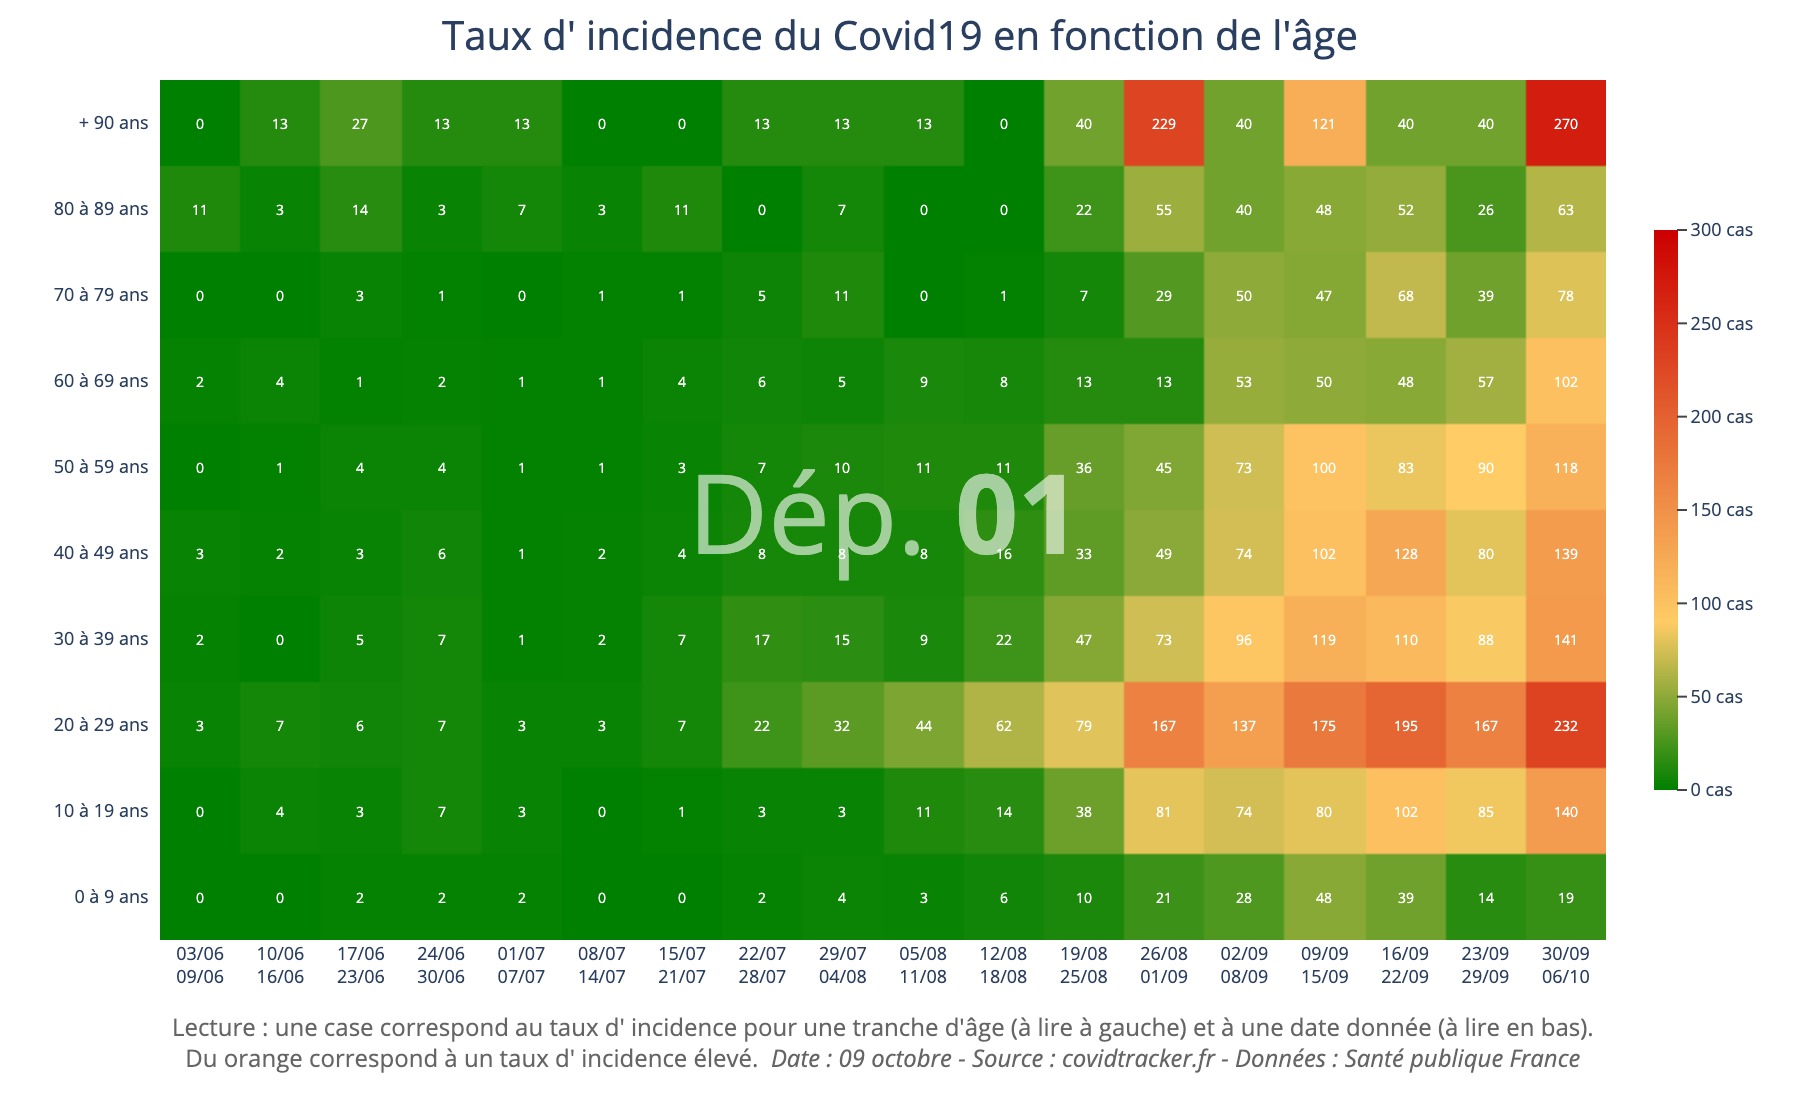 Taux d' incidence du Covid19 en fonction de l'âge
+ 90 ans 0 13 27 13 13 0 0 13 13 13 0 40 229 40 121 40 40 270
80 à 89 ans 11 3 14 3 7 3 11 0 7 0 0 22 55 40 48 52 26 63
70 à 79 ans 0 0 3 1 0 1 1 5 11 0 1 7 29 50 47 68 39 78
60 à 69 ans 2 4 1 2 1 1 4 6 5 9 8 13 13 53 50 48 57 102
50 à 59 ans 0 1 4 4 1 1 3 7 10 11 11 36 45 73 100 83 90 118
Dép. 01
40 à 49 ans 3 2 3 6 1 2 4 8 8 8 16 33 49 74 102 128 80 139
30 à 39 ans 2 0 5 7 1 2 7 17 15 9 22 47 73 96 119 110 88 141
20 à 29 ans 3 7 6 7 3 3 7 22 32 44 62 79 167 137 175 195 167 232
10 à 19 ans 0 4 3 7 3 0 1 3 3 11 14 38 81 74 80 102 85 140
0 à 9 ans 0 0 2 2 2 0 0 2 4 3 6 10 21 28 48 39 14 19
03/06 10/06 17/06 24/06 01/07 08/07 15/07 22/07 29/07 05/08 12/08 19/08 26/08 02/09 09/09 16/09 23/09 30/09
09/06 16/06 23/06 30/06 07/07 14/07 21/07 28/07 04/08 11/08 18/08 25/08 01/09 08/09 15/09 22/09 29/09 06/10
300 cas
250 cas
200 cas
150 cas
100 cas
50 cas
0 cas
Lecture : une case correspond au taux d' incidence pour une tranche d'âge (à lire à gauche) et à une date donnée (à lire en bas).
Du orange correspond à un taux d' incidence élevé. Date : 09 octobre - Source : covidtracker.fr - Données : Santé publique France